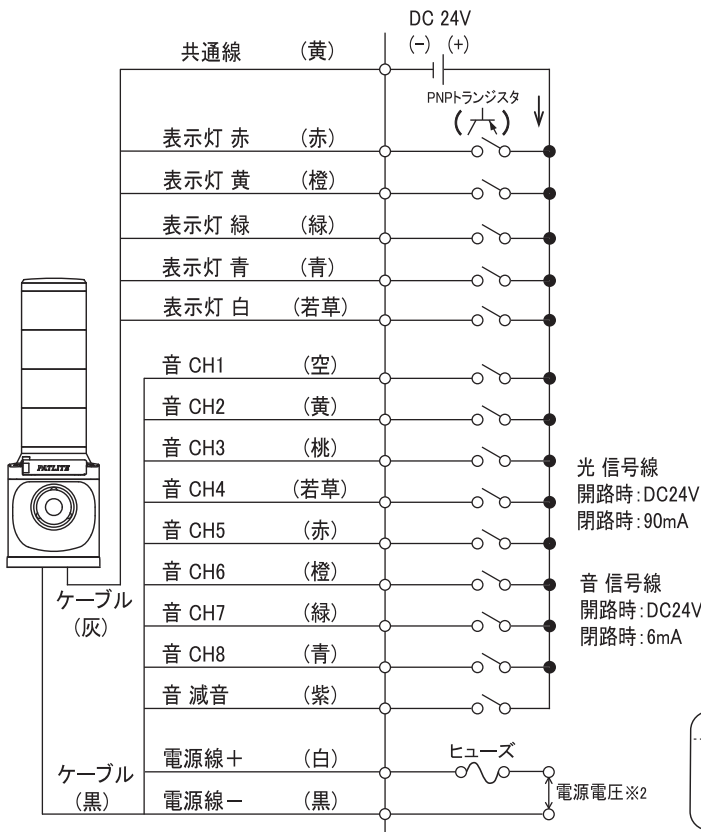 DC 24V
共通線 (黄) (-) (+)
PNPトランジスタ
表示灯 赤 (赤)
表示灯 黄 (橙)
表示灯 緑 (緑)
表示灯 青 (青)
表示灯 白 (若草)
音 CH1 (空)
音 CH2 (黄)
音 CH3 (桃)
音 CH4 (若草)
音 CH5 (赤)
音 CH6 (橙)
音 CH7 (緑)
音 CH8 (青)
音 減音 (紫)
電源線+ (白) ヒューズ
電源線- (黒)
電源電圧※2
PATLITE
ケーブル
(灰)
ケーブル
(黒)
光 信号線
開路時:DC24V
閉路時:90mA
音 信号線
開路時:DC24V
閉路時:6mA